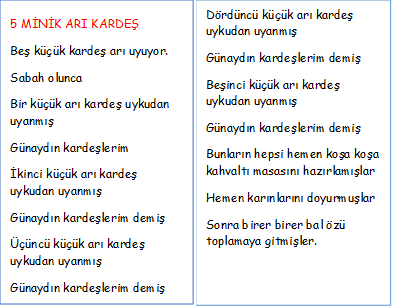 5 MİNİK ARI KARDEŞ
Beş küçük kardeş arı uyuyor.
Sabah olunca
Bir küçük arı kardeş uykudan
uyanmış
Günaydın kardeşlerim
İkinci küçük arı kardeş
uykudan uyanmış
Günaydın kardeşlerim demiş
Üçüncü küçük arı kardeş
uykudan uyanmış
Günaydın kardeşlerim demiş
Dördüncü küçük arı kardeş
uykudan uyanmış
Günaydın kardeşlerim demiş
Beşinci küçük arı kardeş
uykudan uyanmış
Günaydın kardeşlerim demiş
Bunların hepsi hemen koşa koşa
kahvaltı masasını hazırlamışlar
Hemen karınlarını doyurmuşlar
Sonra birer birer bal özü
toplamaya gitmişler.